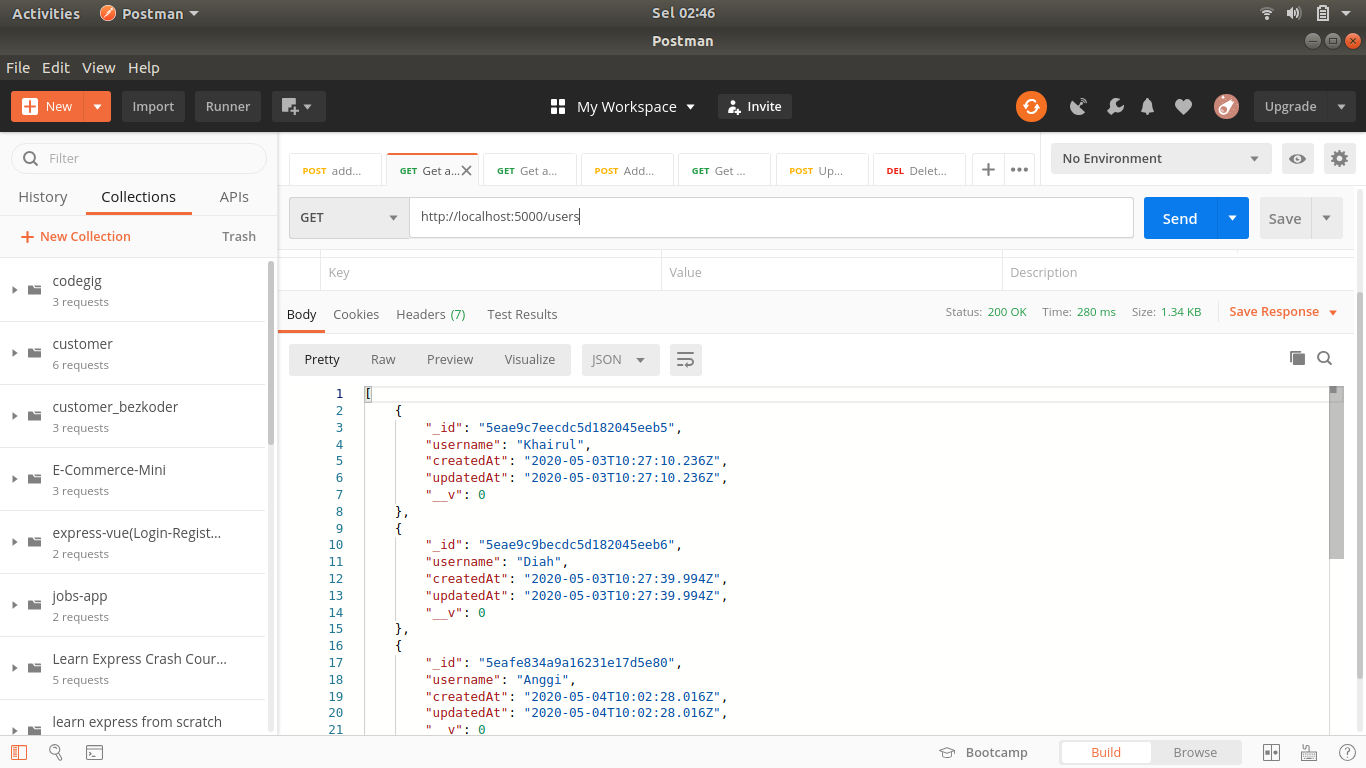 Activities Postman Sel 02:46
Postman
File Edit View Help
New Import Runner My Workspace Invite Upgrade
Filter
History Collections APIs
New Collection Trash
codegig
3 requests
customer
6 requests
customer_bezkoder
3 requests
E-Commerce-Mini
3 requests
express-vue(Login-Regist...
2 requests
jobs-app
2 requests
Learn Express Crash Cour...
5 requests
learn express from scratch
POST add... GET Get a... GET Get a... POST Add... GET Get ... POST Up... DEL Delet... No Environment
GET http://localhost:5000/users Send Save
Key Value Description
Body Cookies Headers (7) Test Results Status: 200 OK Time: 280 ms Size: 1.34 KB Save Response
Pretty Raw Preview Visualize JSON
1 [
2 {
3 "_id": "5eae9c7eecdc5d182045eeb5",
4 "username": "Khairul",
5 "createdAt": "2020-05-03T10:27:10.236Z",
6 "updatedAt": "2020-05-03T10:27:10.236Z",
7 "__v": 0
8 },
9 {
10 "_id": "5eae9c9becdc5d182045eeb6",
11 "username": "Diah",
12 "createdAt": "2020-05-03T10:27:39.994Z",
13 "updatedAt": "2020-05-03T10:27:39.994Z",
14 "__v": 0
15 },
16 {
17 "_id": "5eafe834a9a16231e17d5e80",
18 "username": "Anggi",
19 "createdAt": "2020-05-04T10:02:28.016Z",
20 "updatedAt": "2020-05-04T10:02:28.016Z",
21 "__v": 0
Bootcamp Build Browse